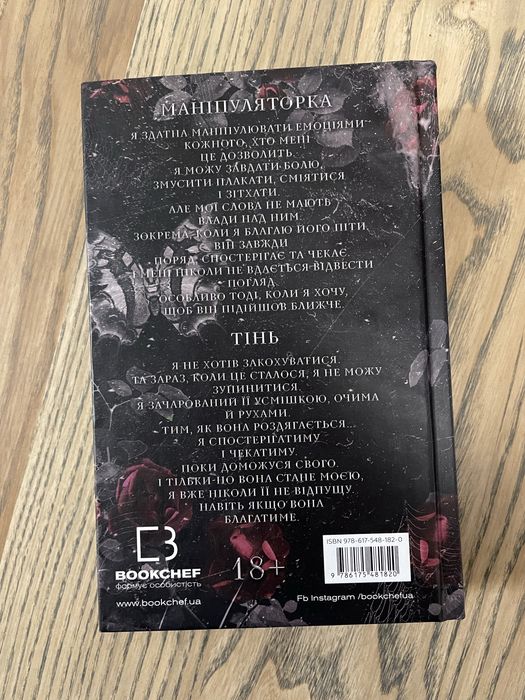 МАНІПУЛЯТОРКА
Я ЗДАТНА МАНІПУЛЮВАТИ ЕМОЦІЯМИ
КОЖНОГО, ХТО МЕНІ
ЦЕ ДОЗВОЛИТЬ.
Я МОЖУ ЗАВДАТИ БОЛЮ,
ЗМУСИТИ ПЛАКАТИ, СМІЯТИСЯ
І ЗІТХАТИ.
АЛЕ МОЇ СЛОВА НЕ МАЮТЬ
ВЛАДИ НАД НИМ.
ЗОКРЕМА, КОЛИ Я БЛАГАЮ ЙОГО ПІТИ.
ВІН ЗАВЖДИ
ПОРЯД, СПОСТЕРІГАЄ ТА ЧЕКАЄ.
І МЕНІ НІКОЛИ НЕ ВДАЄТЬСЯ ВІДВЕСТИ
ПОГЛЯД.
ОСОБЛИВО ТОДІ, КОЛИ Я ХОЧУ,
ЩОБ ВІН ПІДІЙШОВ БЛИЖЧЕ.
ТІНЬ
Я НЕ ХОТІВ ЗАКОХУВАТИСЯ.
ТА ЗАРАЗ, КОЛИ ЦЕ СТАЛОСЯ, Я НЕ МОЖУ
ЗУПИНИТИСЯ.
Я ЗАЧАРОВАНИЙ ЇЇ УСМІШКОЮ, ОЧИМА
Й РУХАМИ.
ТИМ, ЯК ВОНА РОЗДЯГАЄТЬСЯ...
Я СПОСТЕРІГАТИМУ
І ЧЕКАТИМУ.
ПОКИ ДОМОЖУСЯ СВОГО.
І ТІЛЬКИ-НО ВОНА СТАНЕ МОЄЮ,
Я ВЖЕ НІКОЛИ ЇЇ НЕ ВІДПУЩУ.
НАВІТЬ ЯКЩО ВОНА
БЛАГАТИМЕ.
BOOKCHEF
формує особистість
www.bookchef.ua
18+
ISBN 978-617-548-182-0
9 786175 481820
Fb Instagram /bookchefua